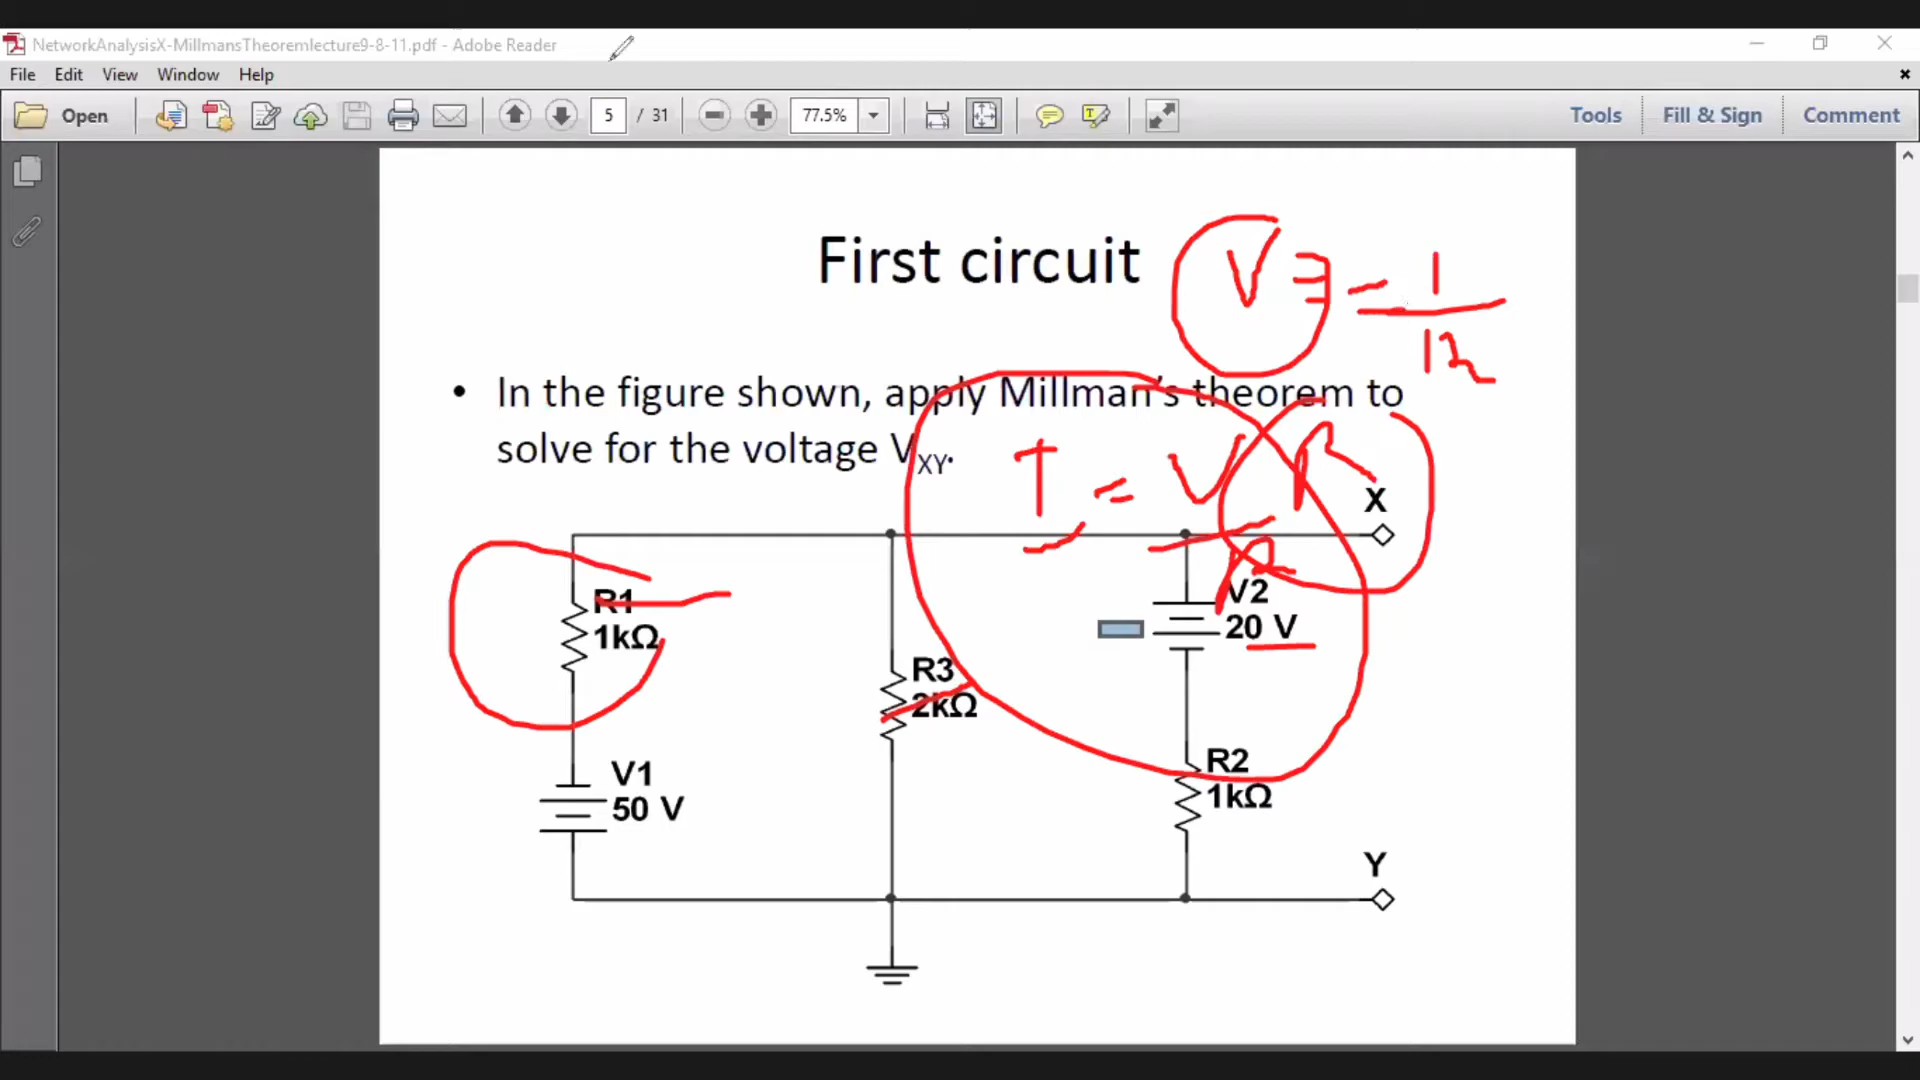 NetworkAnalysisX-MillmansTheoremlecture9-8-11.pdf - Adobe Reader
File Edit View Window Help
Open 5 / 31 77.5% Tools Fill & Sign Comment
First circuit
V3 = 1
12
• In the figure shown, apply Millman's theorem to
solve for the voltage VXY.
I = V
R
R
X
R1
1kΩ
V2
20 V
R3
2kΩ
R2
1kΩ
V1
50 V
Y